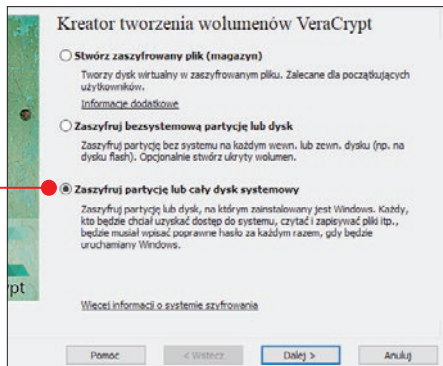 Kreator tworzenia wolumenów VeraCrypt
Stwórz zaszyfrowany plik (magazyn)
Tworzy dysk wirtualny w zaszyfrowanym pliku. Zalecane dla początkujących
użytkowników.
Informacje dodatkowe
Zaszyfruj bezsystemową partycję lub dysk
Zaszyfruj partycję bez systemu na każdym wewn. lub zewn. dysku (np. na
dysku flash). Opcjonalnie stwórz ukryty wolumen.
Zaszyfruj partycję lub cały dysk systemowy
Zaszyfruj partycję lub dysk, na którym zainstalowany jest Windows. Każdy,
kto będzie chciał uzyskać dostęp do systemu, czytać i zapisywać pliki itp.,
będzie musiał wpisać poprawne hasło za każdym razem, gdy będzie
uruchamiany Windows.
pt
Więcej informacji o systemie szyfrowania
Pomoc
< Wstecz
Dalej >
Anuluj